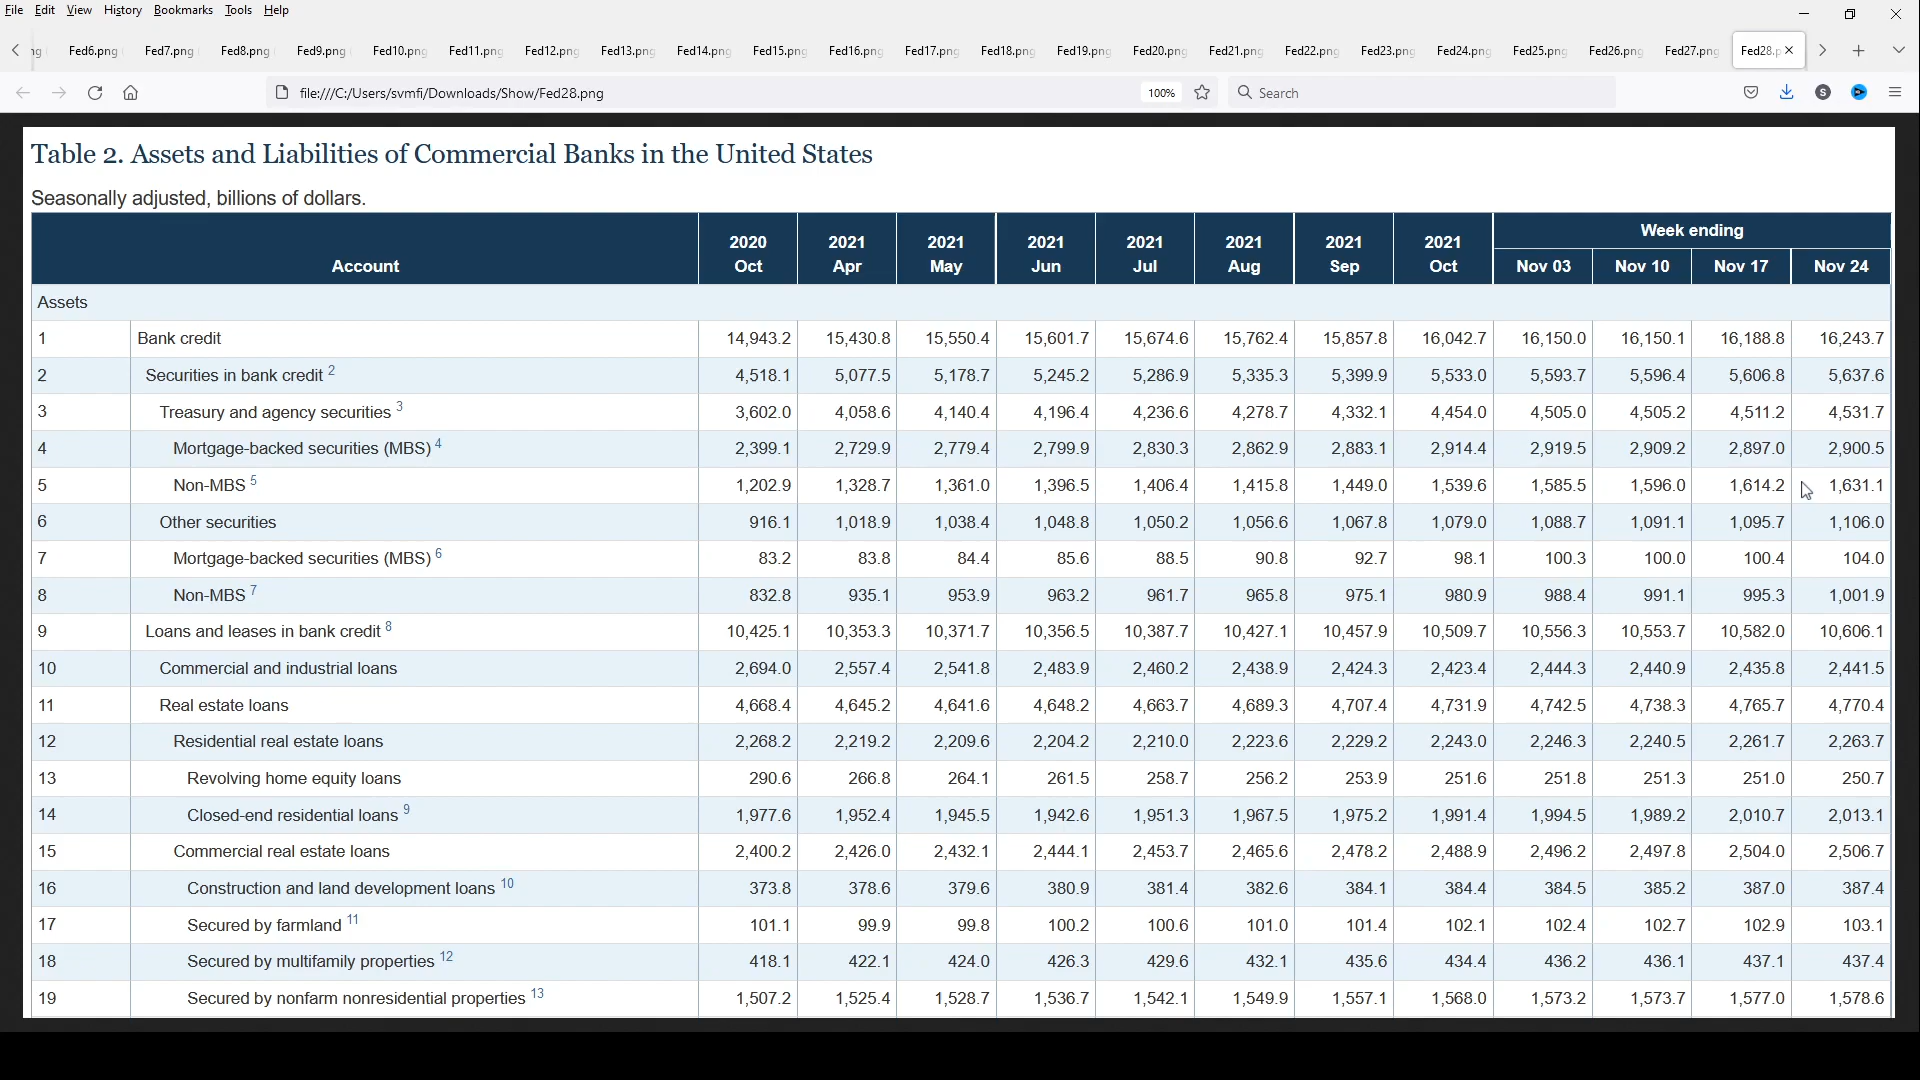 File Edit View History Bookmarks Tools Help
ng Fed6.png Fed7.png Fed8.png Fed9.png Fed10.png Fed11.png Fed12.png Fed13.png Fed14.png Fed15.png Fed16.png Fed17.png Fed18.png Fed19.png Fed20.png Fed21.png Fed22.png Fed23.png Fed24.png Fed25.png Fed26.png Fed27.png Fed28.p
file:///C:/Users/svmfi/Downloads/Show/Fed28.png 100% Search S
Table 2. Assets and Liabilities of Commercial Banks in the United States
Seasonally adjusted, billions of dollars.
Account 2020 Oct 2021 Apr 2021 May 2021 Jun 2021 Jul 2021 Aug 2021 Sep 2021 Oct Week ending Nov 03 Nov 10 Nov 17 Nov 24
Assets
1 Bank credit 14,943.2 15,430.8 15,550.4 15,601.7 15,674.6 15,762.4 15,857.8 16,042.7 16,150.0 16,150.1 16,188.8 16,243.7
2 Securities in bank credit 2 4,518.1 5,077.5 5,178.7 5,245.2 5,286.9 5,335.3 5,399.9 5,533.0 5,593.7 5,596.4 5,606.8 5,637.6
3 Treasury and agency securities 3 3,602.0 4,058.6 4,140.4 4,196.4 4,236.6 4,278.7 4,332.1 4,454.0 4,505.0 4,505.2 4,511.2 4,531.7
4 Mortgage-backed securities (MBS) 4 2,399.1 2,729.9 2,779.4 2,799.9 2,830.3 2,862.9 2,883.1 2,914.4 2,919.5 2,909.2 2,897.0 2,900.5
5 Non-MBS 5 1,202.9 1,328.7 1,361.0 1,396.5 1,406.4 1,415.8 1,449.0 1,539.6 1,585.5 1,596.0 1,614.2 1,631.1
6 Other securities 916.1 1,018.9 1,038.4 1,048.8 1,050.2 1,056.6 1,067.8 1,079.0 1,088.7 1,091.1 1,095.7 1,106.0
7 Mortgage-backed securities (MBS) 6 83.2 83.8 84.4 85.6 88.5 90.8 92.7 98.1 100.3 100.0 100.4 104.0
8 Non-MBS 7 832.8 935.1 953.9 963.2 961.7 965.8 975.1 980.9 988.4 991.1 995.3 1,001.9
9 Loans and leases in bank credit 8 10,425.1 10,353.3 10,371.7 10,356.5 10,387.7 10,427.1 10,457.9 10,509.7 10,556.3 10,553.7 10,582.0 10,606.1
10 Commercial and industrial loans 2,694.0 2,557.4 2,541.8 2,483.9 2,460.2 2,438.9 2,424.3 2,423.4 2,444.3 2,440.9 2,435.8 2,441.5
11 Real estate loans 4,668.4 4,645.2 4,641.6 4,648.2 4,663.7 4,689.3 4,707.4 4,731.9 4,742.5 4,738.3 4,765.7 4,770.4
12 Residential real estate loans 2,268.2 2,219.2 2,209.6 2,204.2 2,210.0 2,223.6 2,229.2 2,243.0 2,246.3 2,240.5 2,261.7 2,263.7
13 Revolving home equity loans 290.6 266.8 264.1 261.5 258.7 256.2 253.9 251.6 251.8 251.3 251.0 250.7
14 Closed-end residential loans 9 1,977.6 1,952.4 1,945.5 1,942.6 1,951.3 1,967.5 1,975.2 1,991.4 1,994.5 1,989.2 2,010.7 2,013.1
15 Commercial real estate loans 2,400.2 2,426.0 2,432.1 2,444.1 2,453.7 2,465.6 2,478.2 2,488.9 2,496.2 2,497.8 2,504.0 2,506.7
16 Construction and land development loans 10 373.8 378.6 379.6 380.9 381.4 382.6 384.1 384.4 384.5 385.2 387.0 387.4
17 Secured by farmland 11 101.1 99.9 99.8 100.2 100.6 101.0 101.4 102.1 102.4 102.7 102.9 103.1
18 Secured by multifamily properties 12 418.1 422.1 424.0 426.3 429.6 432.1 435.6 434.4 436.2 436.1 437.1 437.4
19 Secured by nonfarm nonresidential properties 13 1,507.2 1,525.4 1,528.7 1,536.7 1,542.1 1,549.9 1,557.1 1,568.0 1,573.2 1,573.7 1,577.0 1,578.6